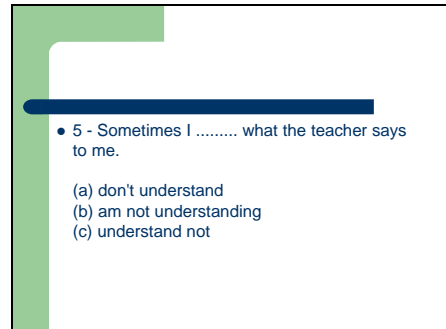 • 5 - Sometimes I ......... what the teacher says
to me.
(a) don't understand
(b) am not understanding
(c) understand not